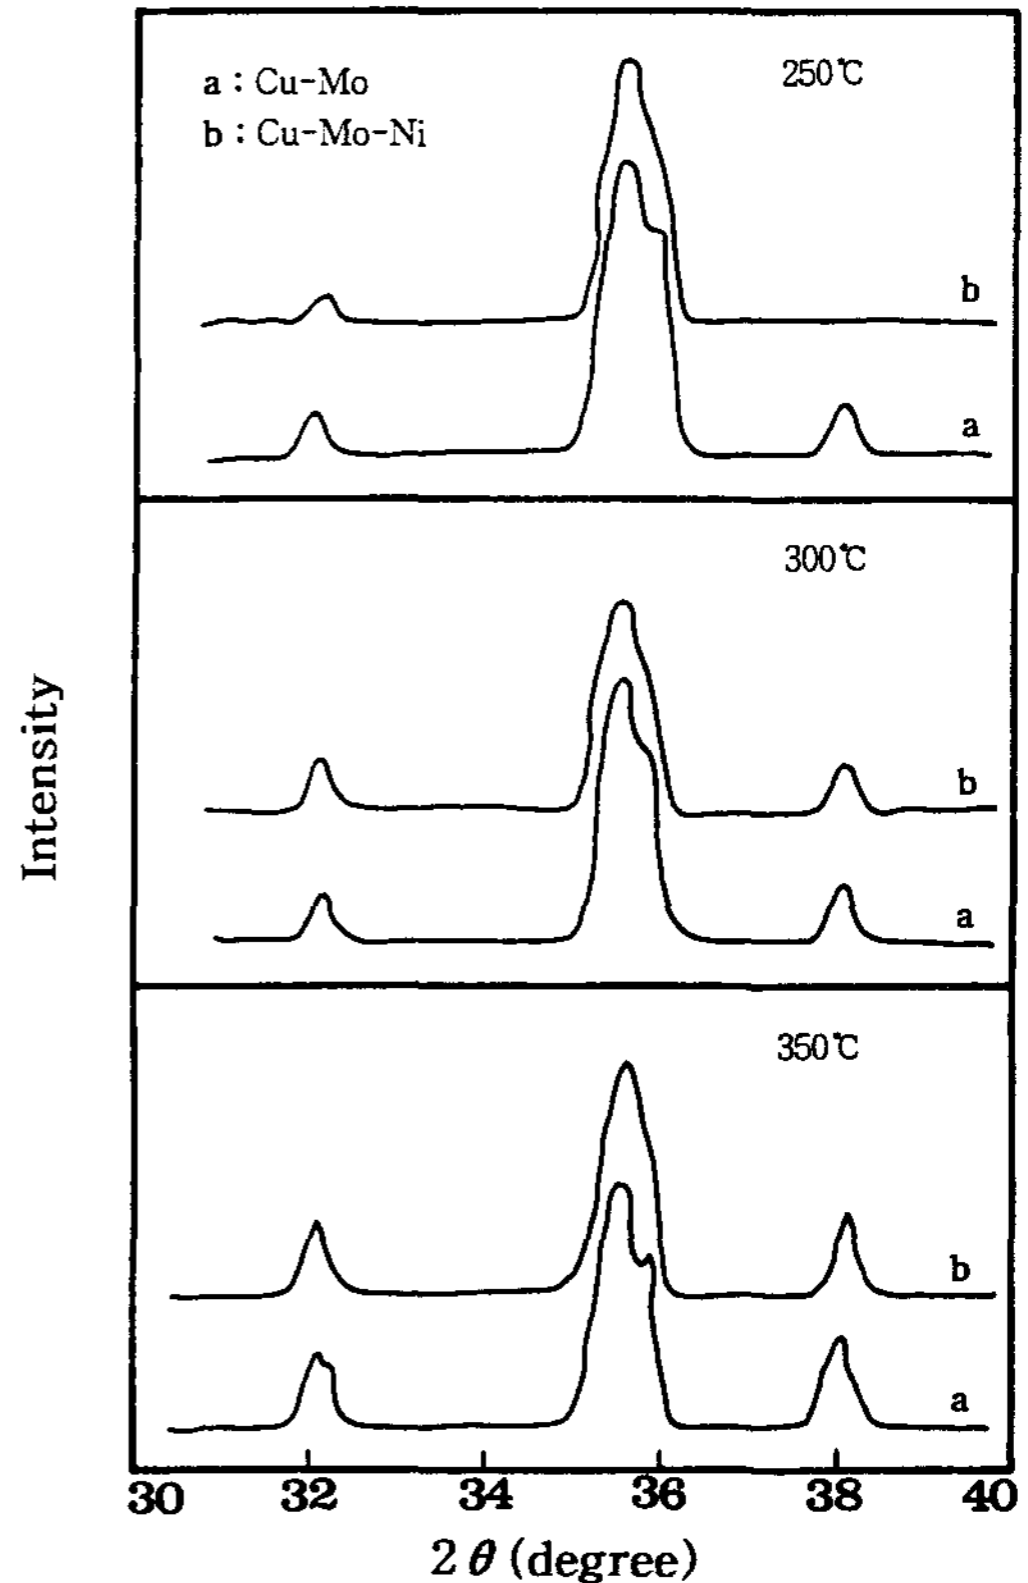 a : Cu-Mo
b : Cu-Mo-Ni
250℃
b
a
300℃
b
a
350℃
b
a
Intensity
30 32 34 36 38 40
2θ (degree)